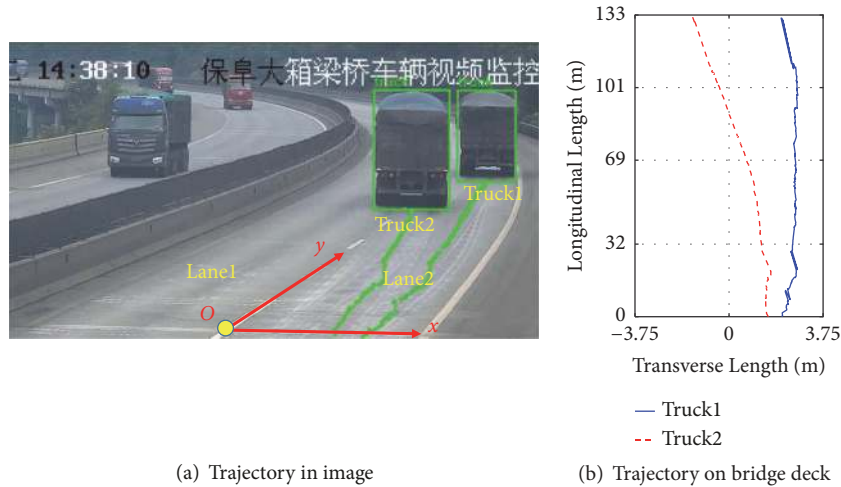 14:38:10 保阜大箱梁桥车辆视频监控
Truck1
Truck2
Lane1
Lane2
y
O
x
(a) Trajectory in image
Longitudinal Length (m)
133
101
69
32
0
−3.75 0 3.75
Transverse Length (m)
Truck1
Truck2
(b) Trajectory on bridge deck